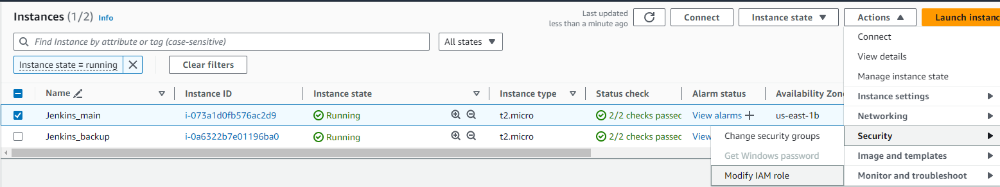 Instances (1/2) Info
Last updated
less than a minute ago
Connect
Instance state
Actions
Launch instanc
Find Instance by attribute or tag (case-sensitive)
All states
Instance state = running
Clear filters
Name Instance ID Instance state Instance type Status check Alarm status Availability Zon
Jenkins_main i-073a1d0fb576ac2d9 Running t2.micro 2/2 checks passec View alarms us-east-1b
Jenkins_backup i-0a6322b7e01196ba0 Running t2.micro 2/2 checks passec View
Connect
View details
Manage instance state
Instance settings
Networking
Security
Image and templates
Monitor and troubleshoot
Change security groups
Get Windows password
Modify IAM role